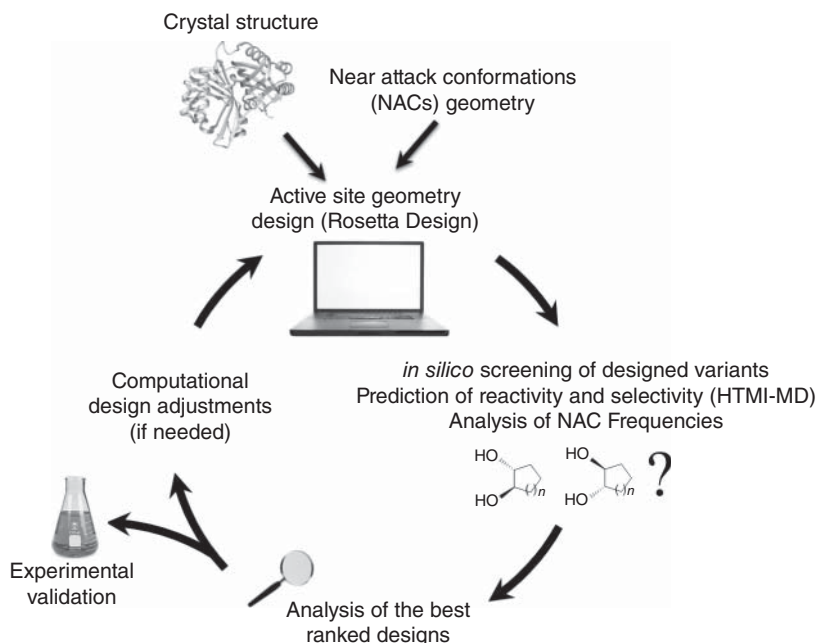 Crystal structure
Near attack conformations
(NACs) geometry
Active site geometry
design (Rosetta Design)
in silico screening of designed variants
Prediction of reactivity and selectivity (HTMI-MD)
Analysis of NAC Frequencies
HO
HO
( )n
HO
HO
( )n
?
Computational
design adjustments
(if needed)
Experimental
validation
Analysis of the best
ranked designs